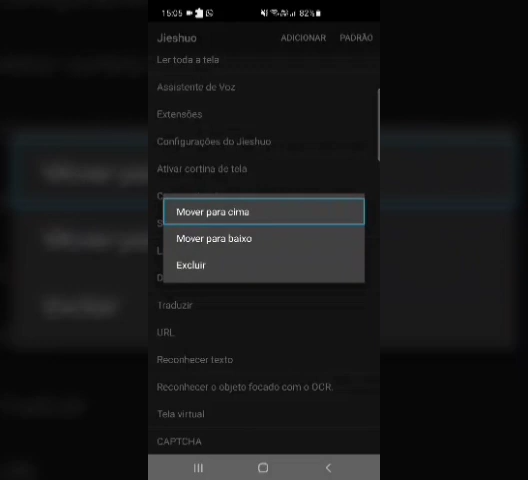 15:05
82%
Jieshuo
ADICIONAR
PADRÃO
Ler toda a tela
Assistente de Voz
Extensões
Configurações do Jieshuo
Ativar cortina de tela
Mover para cima
Mover para baixo
Excluir
Traduzir
URL
Reconhecer texto
Reconhecer o objeto focado com o OCR.
Tela virtual
CAPTCHA